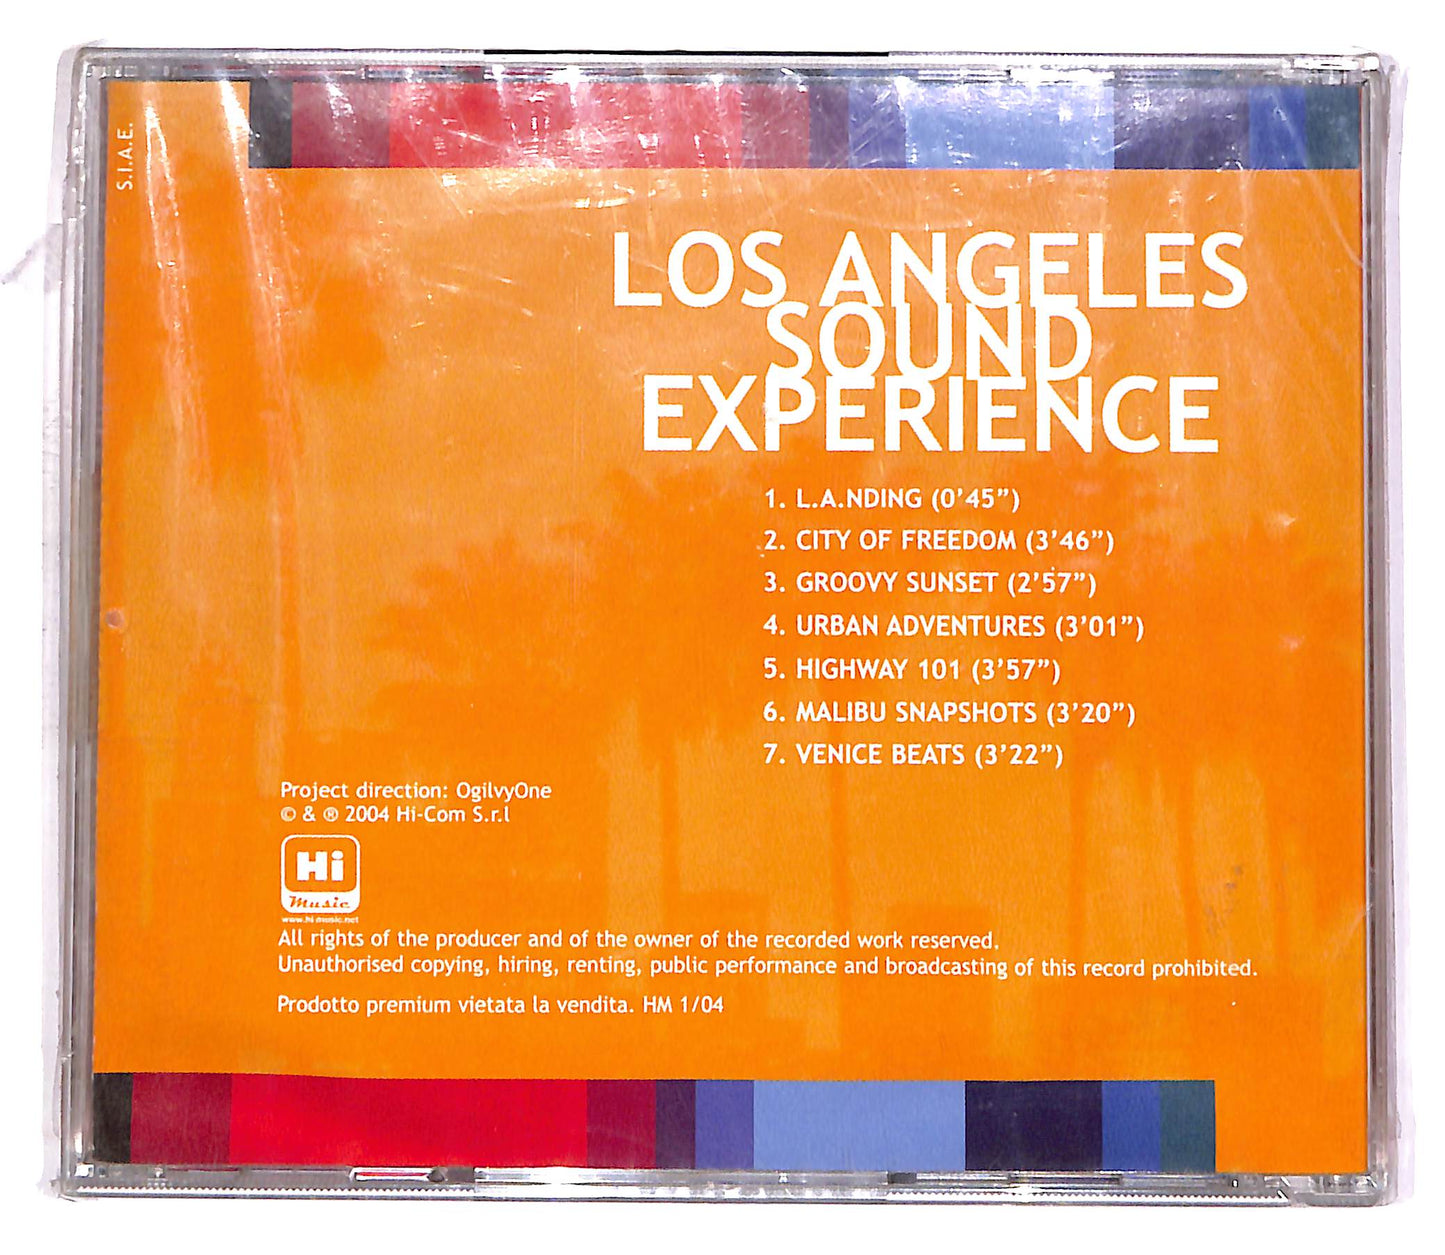 S.I.A.E.
LOS ANGELES
SOUND
EXPERIENCE
1. L.A.NDING (0'45")
2. CITY OF FREEDOM (3'46")
3. GROOVY SUNSET (2'57")
4. URBAN ADVENTURES (3'01")
5. HIGHWAY 101 (3'57")
6. MALIBU SNAPSHOTS (3'20")
7. VENICE BEATS (3'22")
Project direction: OgilvyOne
© & ® 2004 Hi-Com S.r.l
Hi
Music
www.hi-music.net
All rights of the producer and of the owner of the recorded work reserved.
Unauthorised copying, hiring, renting, public performance and broadcasting of this record prohibited.
Prodotto premium vietata la vendita. HM 1/04